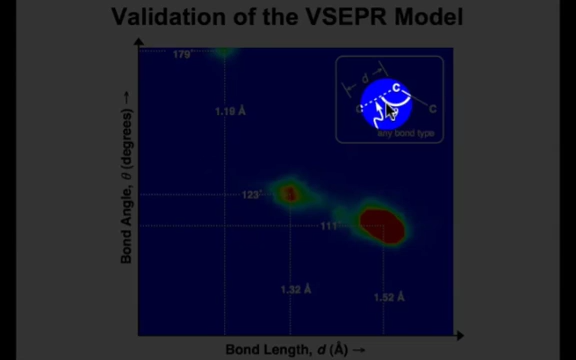 Validation of the VSEPR Model
179°
d
C
C
C
any bond type
1.19 Å
123°
111°
1.32 Å
1.52 Å
Bond Angle, θ (degrees) →
Bond Length, d (Å) →